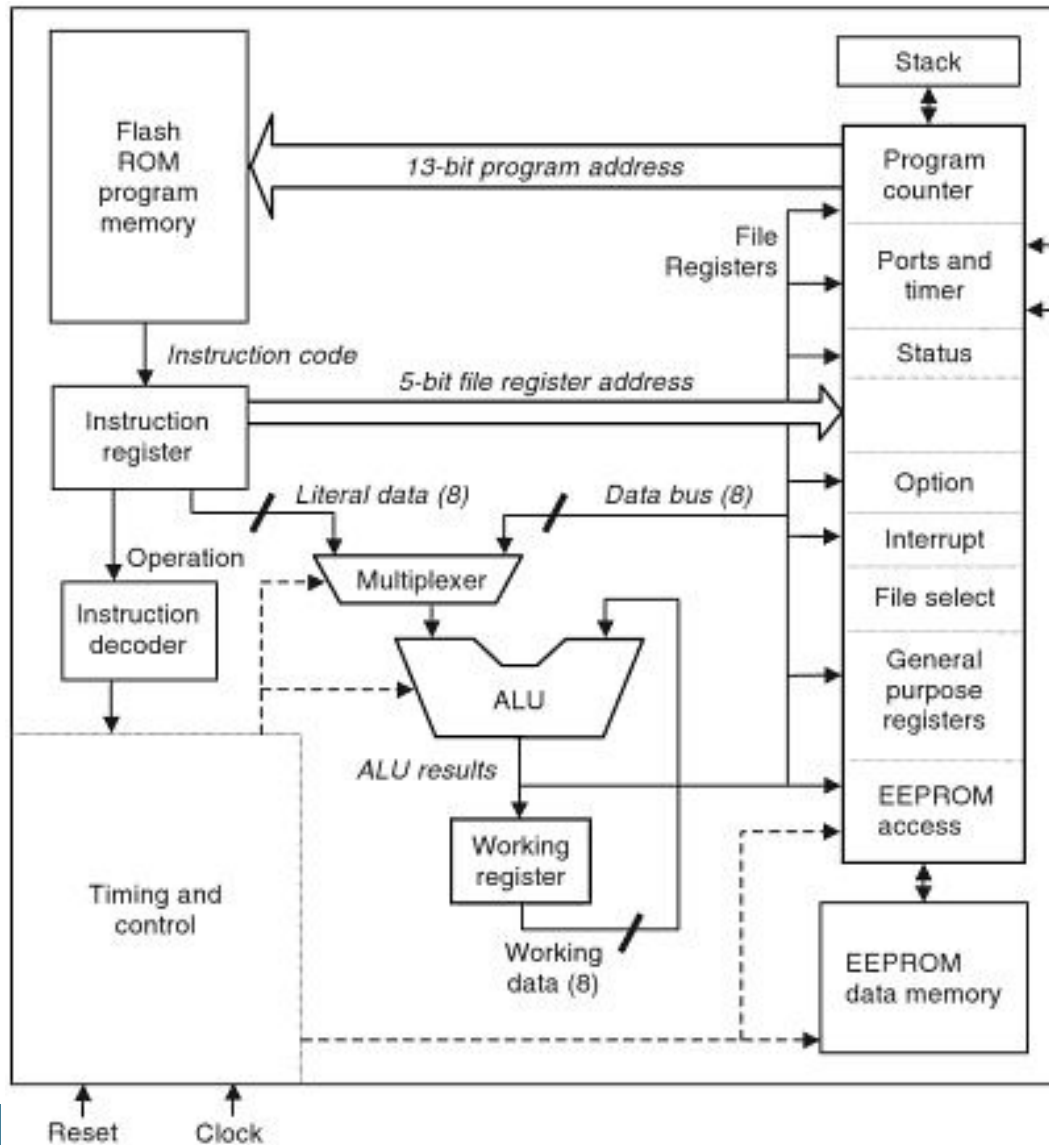 Flash
ROM
program
memory
Stack
13-bit program address
Program
counter
File
Registers
Ports and
timer
Instruction code
Status
5-bit file register address
Instruction
register
Literal data (8)
Data bus (8)
Option
Operation
Multiplexer
Interrupt
Instruction
decoder
File select
ALU
General
purpose
registers
ALU results
EEPROM
access
Working
register
Timing and
control
Working
data (8)
EEPROM
data memory
Reset
Clock